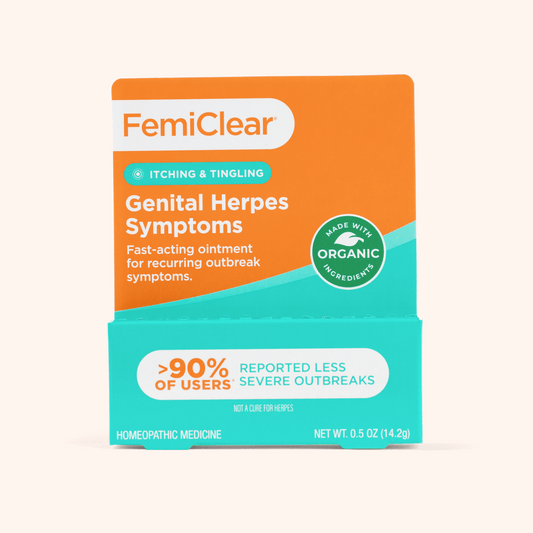 FemiClear®
ITCHING & TINGLING
Genital Herpes
Symptoms
Fast-acting ointment
for recurring outbreak
symptoms.
MADE WITH
ORGANIC
INGREDIENTS
>90%
OF USERS*
REPORTED LESS
SEVERE OUTBREAKS
NOT A CURE FOR HERPES
HOMEOPATHIC MEDICINE
NET WT. 0.5 OZ (14.2g)